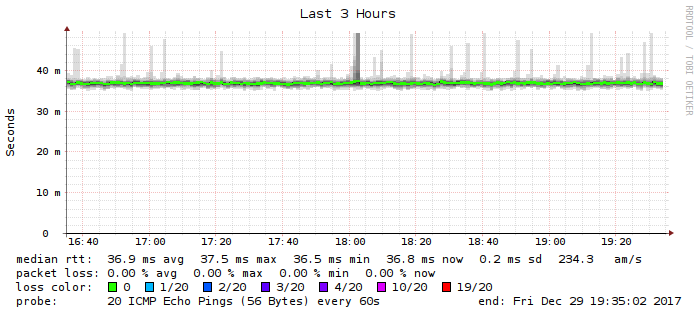 Last 3 Hours
RRDTOOL / TOBI OETIKER
Seconds
40 m
30 m
20 m
10 m
0
16:40 17:00 17:20 17:40 18:00 18:20 18:40 19:00 19:20
median rtt: 36.9 ms avg 37.5 ms max 36.5 ms min 36.8 ms now 0.2 ms sd 234.3 am/s
packet loss: 0.00 % avg 0.00 % max 0.00 % min 0.00 % now
loss color: 0 1/20 2/20 3/20 4/20 10/20 19/20
probe: 20 ICMP Echo Pings (56 Bytes) every 60s end: Fri Dec 29 19:35:02 2017